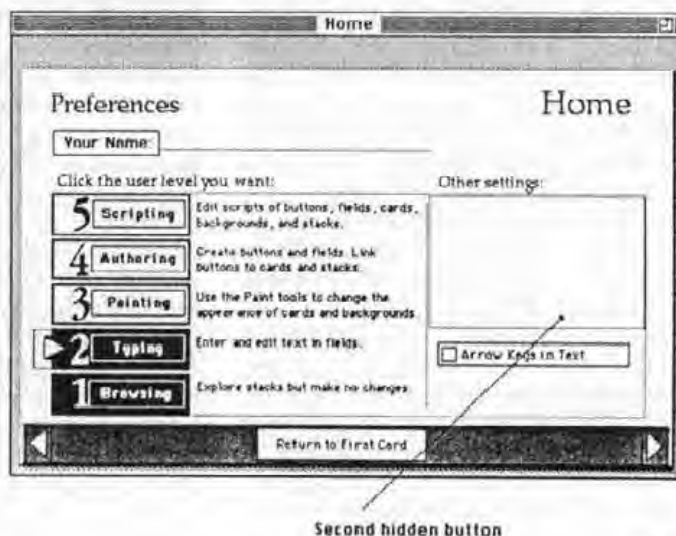 Home
Preferences
Home
Your Name:
Click the user level you want:
Other settings:
5 Scripting
Edit scripts of buttons, fields, cards,
backgrounds, and stacks.
4 Authoring
Create buttons and fields. Link
buttons to cards and stacks.
3 Painting
Use the Paint tools to change the
appearance of cards and backgrounds.
2 Typing
Enter and edit text in fields.
Arrow Keys in Text
1 Browsing
Explore stacks but make no changes.
Return to First Card
Second hidden button